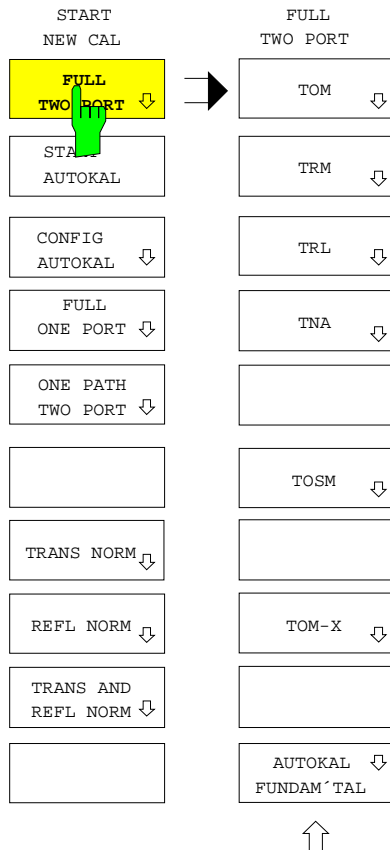 START
NEW CAL
FULL
TWO PORT
START
AUTOKAL
CONFIG
AUTOKAL
FULL
ONE PORT
ONE PATH
TWO PORT
TRANS NORM
REFL NORM
TRANS AND
REFL NORM
FULL
TWO PORT
TOM
TRM
TRL
TNA
TOSM
TOM-X
AUTOKAL
FUNDAM´TAL